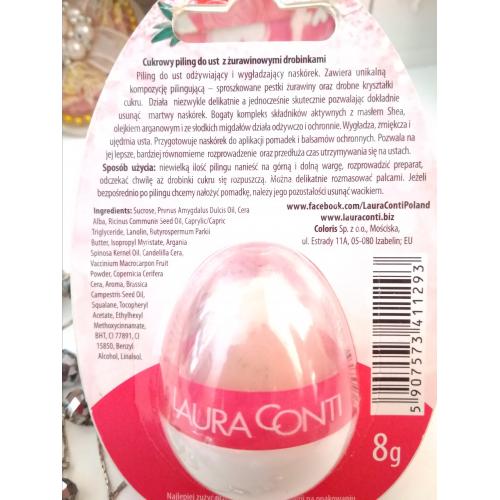 Cukrowy piling do ust z żurawinowymi drobinkami
Piling do ust odżywiający i wygładzający naskórek. Zawiera unikalną
kompozycję pilingującą – sproszkowane pestki żurawiny oraz drobne kryształki
cukru. Działa niezwykle delikatnie a jednocześnie skutecznie pozwalając dokładnie
usunąć martwy naskórek. Bogaty kompleks składników aktywnych z masłem Shea,
olejkiem arganowym i ze słodkich migdałów działa odżywczo i ochronnie. Wygładza, zmiękcza i
ujędrnia usta. Przygotowuje naskórek do aplikacji pomadek i balsamów ochronnych. Pozwala na
jej lepsze, bardziej równomierne rozprowadzenie oraz przedłuża czas utrzymywania się na ustach.
Sposób użycia: niewielką ilość pilingu nanieść na górną i dolną wargę, rozprowadzić preparat,
odczekać chwilę aż drobinki cukru się rozpuszczą. Można delikatnie rozmasować palcami. Jeżeli
bezpośrednio po pilingu chcemy nałożyć pomadkę, należy jego pozostałości usunąć wacikiem.
Ingredients: Sucrose, Prunus Amygdalus Dulcis Oil, Cera
Alba, Ricinus Communis Seed Oil, Caprylic/Capric
Triglyceride, Lanolin, Butyrospermum Parkii
Butter, Isopropyl Myristate, Argania
Spinosa Kernel Oil, Candelilla Cera,
Vaccinium Macrocarpon Fruit
Powder, Copernicia Cerifera
Cera, Aroma, Brassica
Campestris Seed Oil,
Squalane, Tocopheryl
Acetate, Ethylhexyl
Methoxycinnamate,
BHT, CI 77891, CI
15850, Benzyl
Alcohol, Linalool.
www.facebook.com/LauraContiPoland
www.lauraconti.biz
Coloris Sp. z o.o., Mościska,
ul. Estrady 11A, 05-080 Izabelin; EU
5907573411293
LAURA CONTI
8g
Najlepiej zużyć